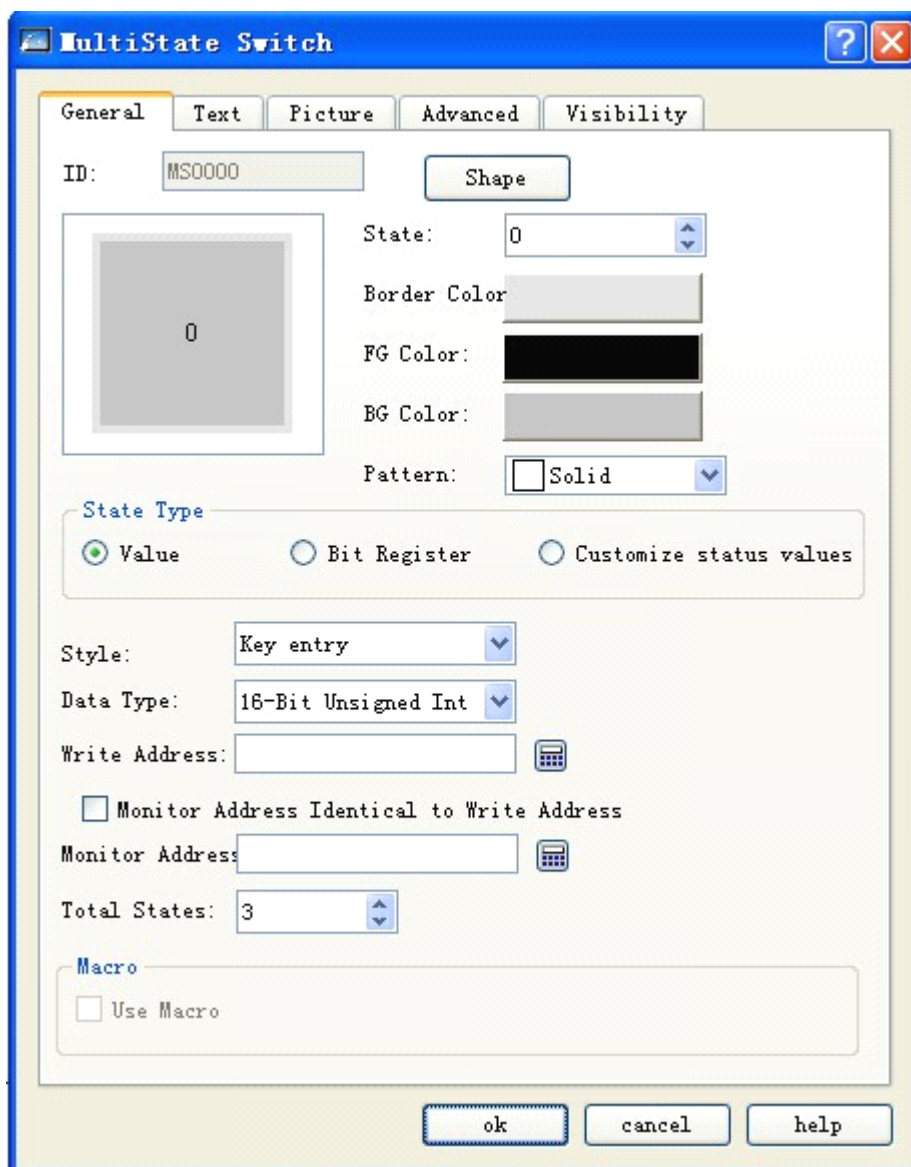 MultiState Switch
General Text Picture Advanced Visibility
ID: MS0000 Shape
State: 0
0
Border Color
FG Color:
BG Color:
Pattern: Solid
State Type
Value Bit Register Customize status values
Style: Key entry
Data Type: 16-Bit Unsigned Int
Write Address:
Monitor Address Identical to Write Address
Monitor Address
Total States: 3
Macro
Use Macro
ok cancel help